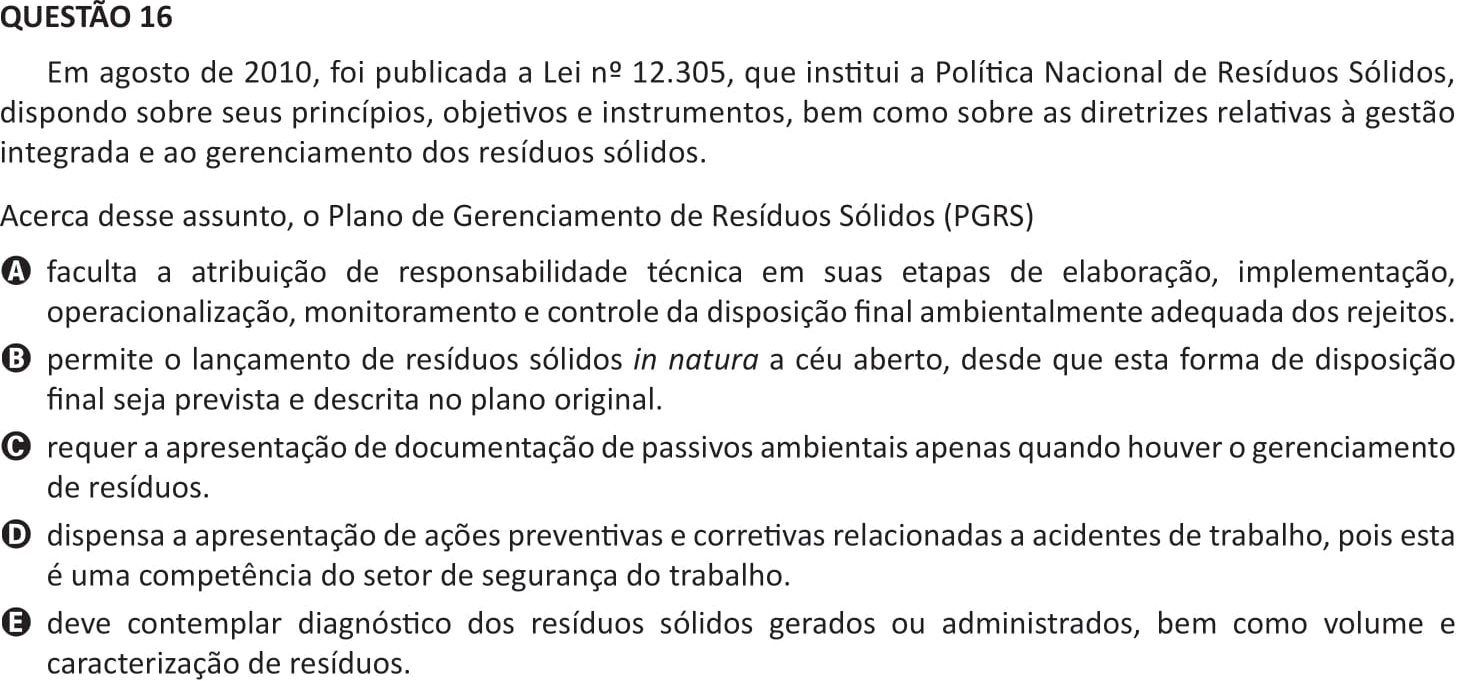 QUESTÃO 16
Em agosto de 2010, foi publicada a Lei nº 12.305, que institui a Política Nacional de Resíduos Sólidos,
dispondo sobre seus princípios, objetivos e instrumentos, bem como sobre as diretrizes relativas à gestão
integrada e ao gerenciamento dos resíduos sólidos.
Acerca desse assunto, o Plano de Gerenciamento de Resíduos Sólidos (PGRS)
A faculta a atribuição de responsabilidade técnica em suas etapas de elaboração, implementação,
operacionalização, monitoramento e controle da disposição final ambientalmente adequada dos rejeitos.
B permite o lançamento de resíduos sólidos in natura a céu aberto, desde que esta forma de disposição
final seja prevista e descrita no plano original.
C requer a apresentação de documentação de passivos ambientais apenas quando houver o gerenciamento
de resíduos.
D dispensa a apresentação de ações preventivas e corretivas relacionadas a acidentes de trabalho, pois esta
é uma competência do setor de segurança do trabalho.
E deve contemplar diagnóstico dos resíduos sólidos gerados ou administrados, bem como volume e
caracterização de resíduos.